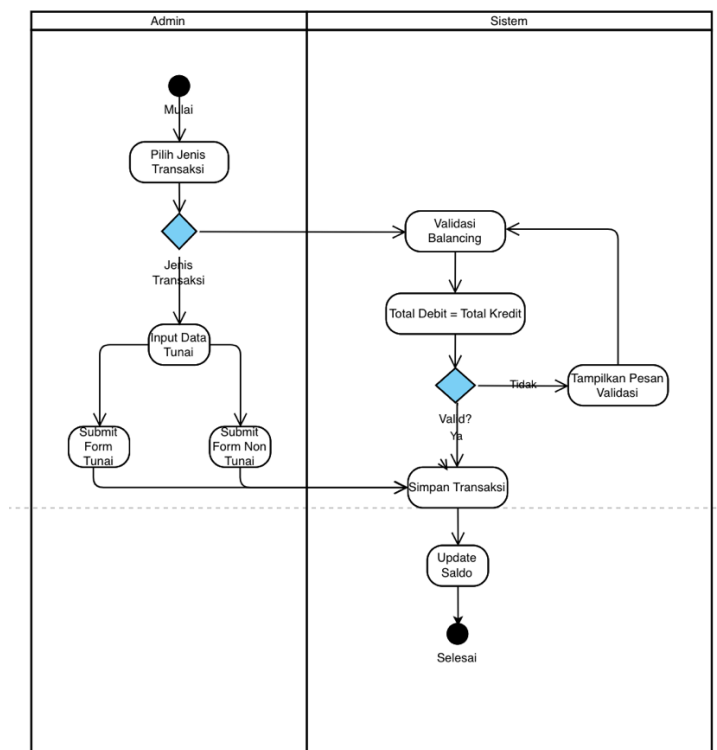 Admin
Sistem
Mulai
Pilih Jenis
Transaksi
Jenis
Transaksi
Validasi
Balancing
Total Debit = Total Kredit
Input Data
Tunai
Tidak
Tampilkan Pesan
Validasi
Valid?
Ya
Submit
Form
Tunai
Submit
Form Non
Tunai
Simpan Transaksi
Update
Saldo
Selesai